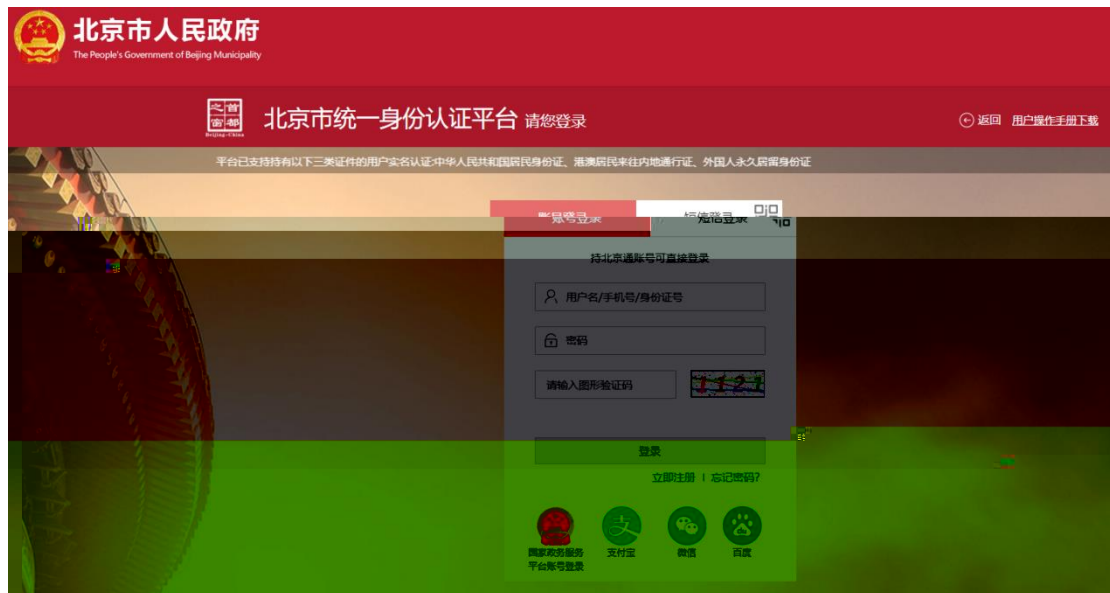 北京市人民政府
The People's Government of Beijing Municipality
首都之窗
Beijing-China
北京市统一身份认证平台 请您登录
返回 用户操作手册下载
平台已支持持有以下三类证件的用户实名认证:中华人民共和国居民身份证、港澳居民来往内地通行证、外国人永久居留身份证
账号登录 短信登录
持北京通账号可直接登录
用户名/手机号/身份证号
密码
请输入图形验证码 1121
登录
立即注册 | 忘记密码?
国家政务服务平台账号登录
支付宝
微信
百度